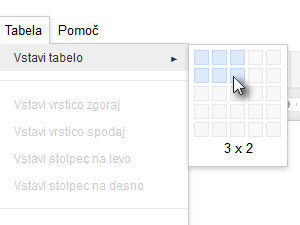 Tabela Pomoč
Vstavi tabelo
Vstavi vrstico zgoraj
Vstavi vrstico spodaj
Vstavi stolpec na levo
Vstavi stolpec na desno
3 x 2